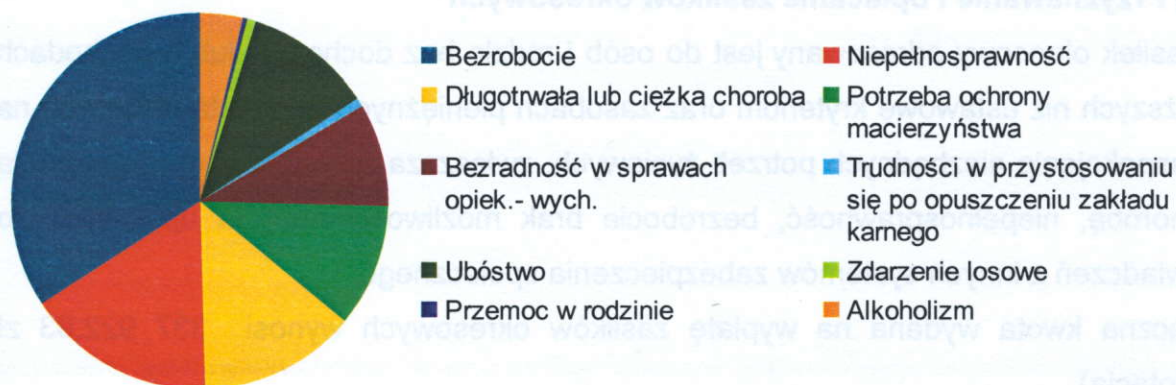 Bezrobocie
Niepełnosprawność
Długotrwała lub ciężka choroba
Potrzeba ochrony
macierzyństwa
Bezradność w sprawach
opiek.- wych.
Trudności w przystosowaniu
się po opuszczeniu zakładu
karnego
Ubóstwo
Zdarzenie losowe
Przemoc w rodzinie
Alkoholizm